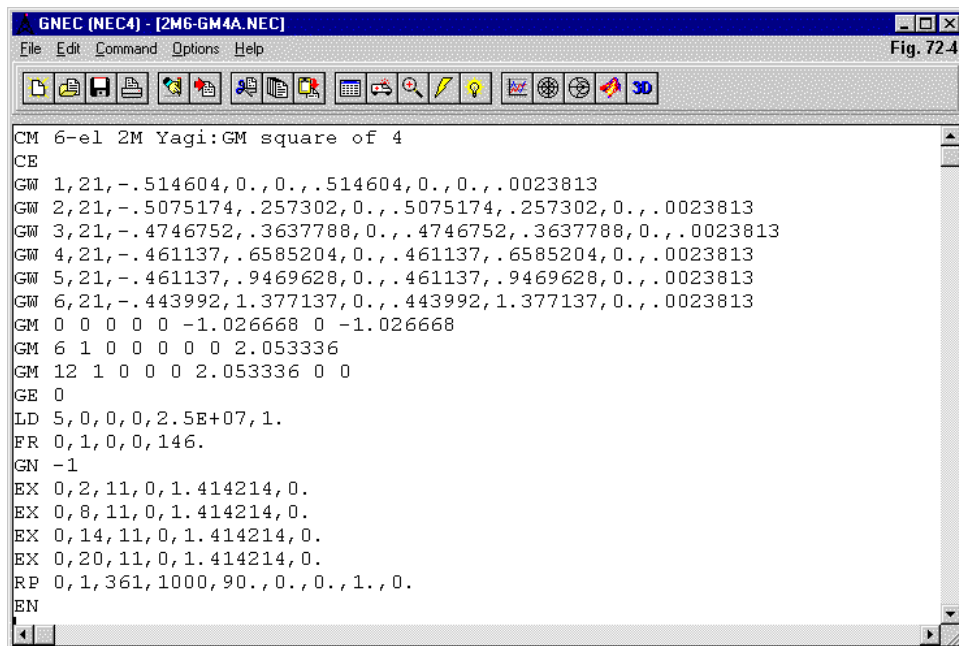 GNEC (NEC4) - [2M6-GM4A.NEC]
File Edit Command Options Help
Fig. 72-4
3D
CM 6-el 2M Yagi:GM square of 4
CE
GW 1,21,-.514604,0.,0.,.514604,0.,0.,.0023813
GW 2,21,-.5075174,.257302,0.,.5075174,.257302,0.,.0023813
GW 3,21,-.4746752,.3637788,0.,.4746752,.3637788,0.,.0023813
GW 4,21,-.461137,.6585204,0.,.461137,.6585204,0.,.0023813
GW 5,21,-.461137,.9469628,0.,.461137,.9469628,0.,.0023813
GW 6,21,-.443992,1.377137,0.,.443992,1.377137,0.,.0023813
GM 0 0 0 0 0 -1.026668 0 -1.026668
GM 6 1 0 0 0 0 0 2.053336
GM 12 1 0 0 0 2.053336 0 0
GE 0
LD 5,0,0,0,2.5E+07,1.
FR 0,1,0,0,146.
GN -1
EX 0,2,11,0,1.414214,0.
EX 0,8,11,0,1.414214,0.
EX 0,14,11,0,1.414214,0.
EX 0,20,11,0,1.414214,0.
RP 0,1,361,1000,90.,0.,0.,1.,0.
EN